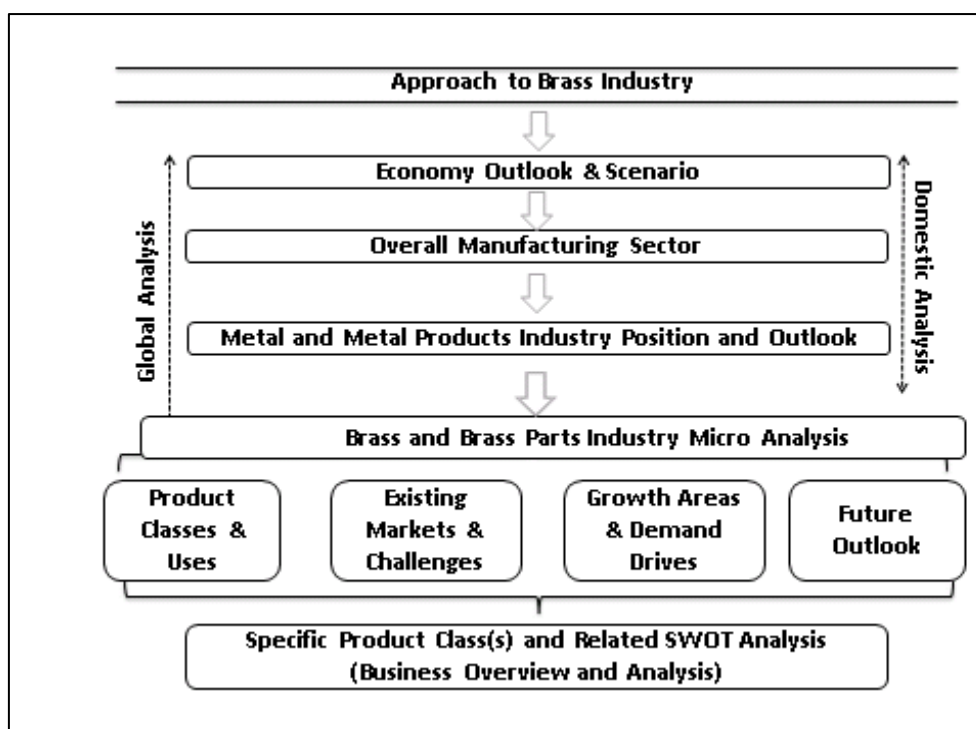 Approach to Brass Industry
Economy Outlook & Scenario
Overall Manufacturing Sector
Metal and Metal Products Industry Position and Outlook
Global Analysis
Domestic Analysis
Brass and Brass Parts Industry Micro Analysis
Product
Classes &
Uses
Existing
Markets &
Challenges
Growth Areas
& Demand
Drives
Future
Outlook
Specific Product Class(s) and Related SWOT Analysis
(Business Overview and Analysis)